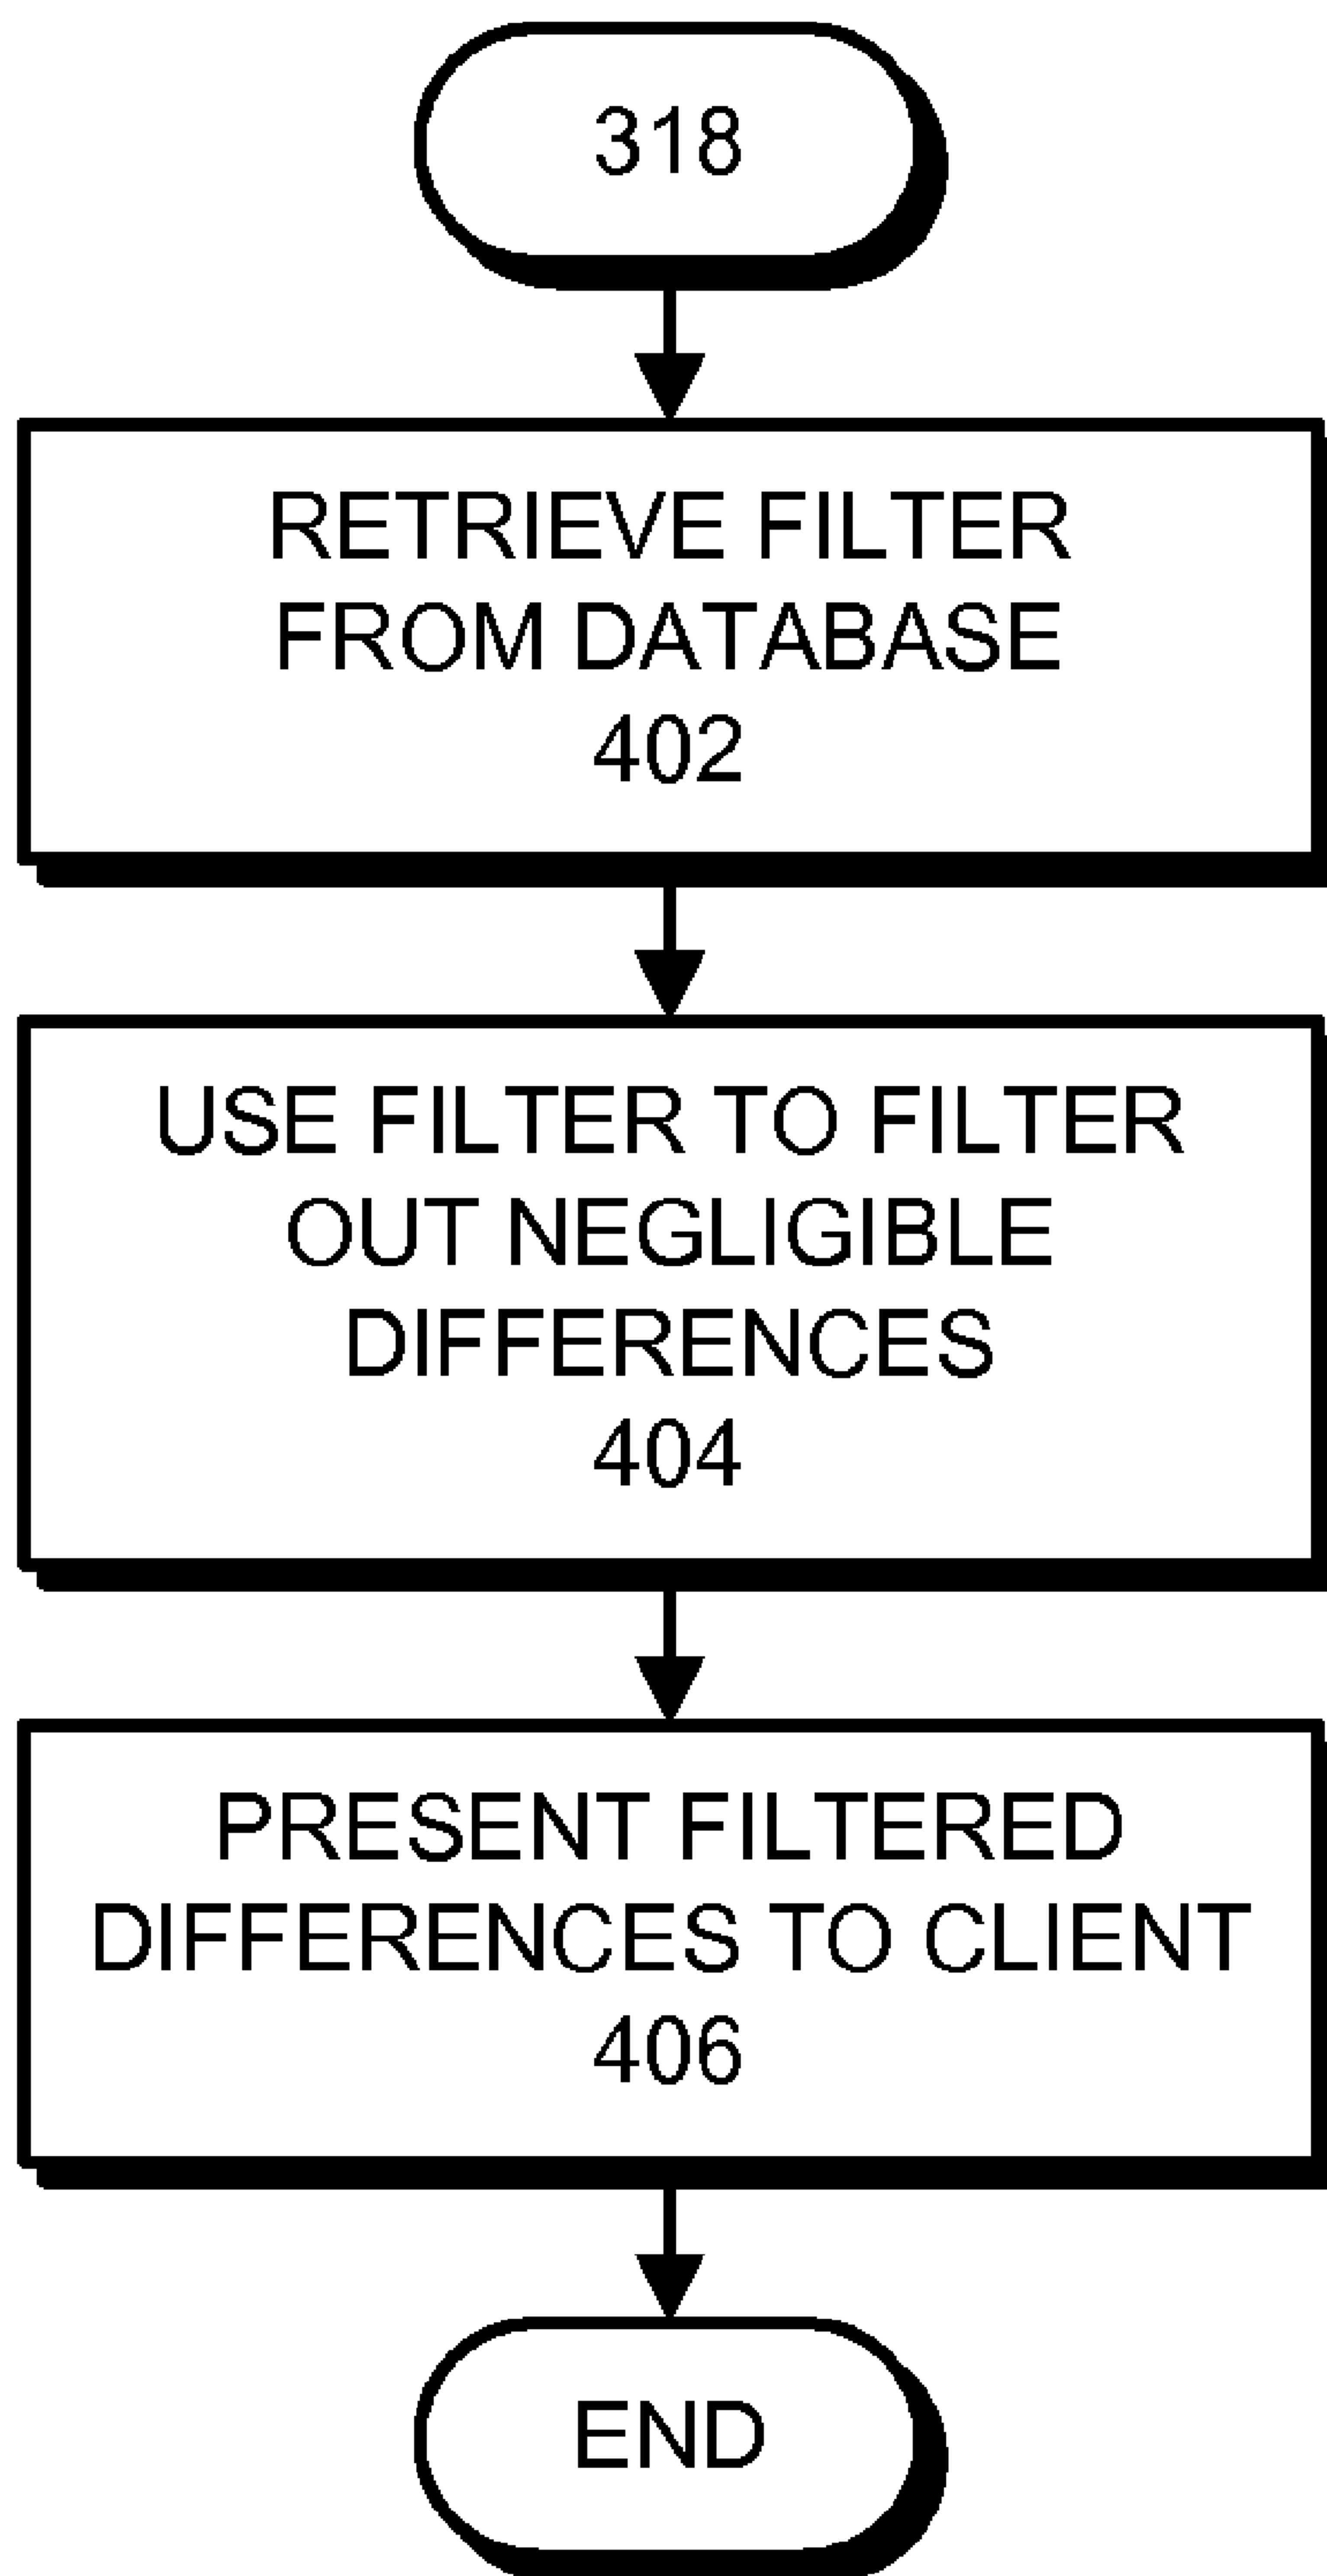 318
RETRIEVE FILTER
FROM DATABASE
402
USE FILTER TO FILTER
OUT NEGLIGIBLE
DIFFERENCES
404
PRESENT FILTERED
DIFFERENCES TO CLIENT
406
END